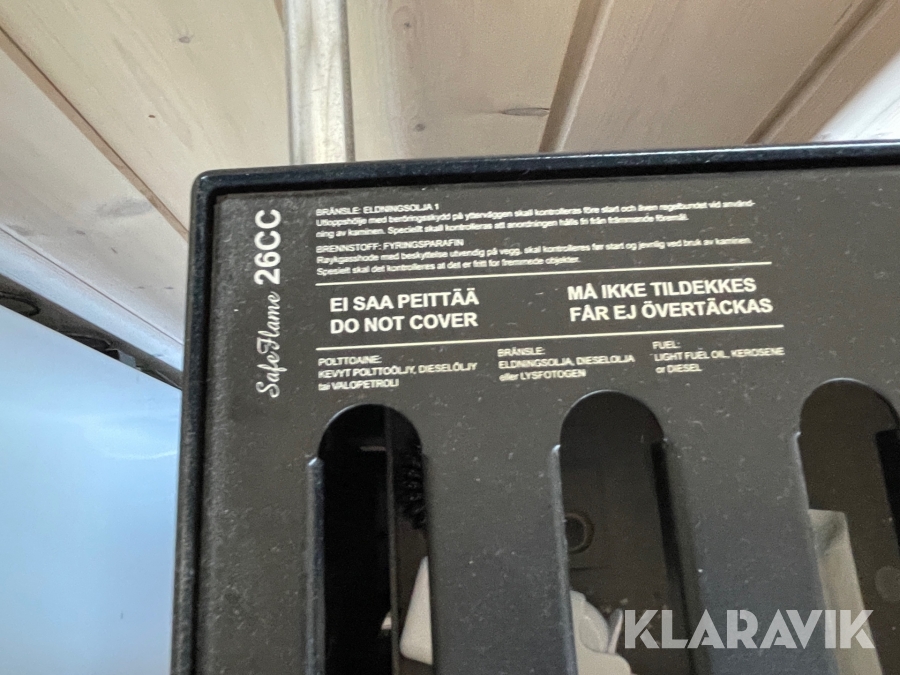 SafeFlame 26CC
BRÄNSLE: ELDNINGSOLJA 1
Utloppshölje med beröringsskydd på ytterväggen skall kontrolleras före start och även regelbundet vid använd-
ning av kaminen. Speciellt skall kontrolleras att anordningen hålls fri från främmande föremål.
BRENNSTOFF: FYRINGSPARAFIN
Røykgasshode med beskyttelse utvendig på vegg, skal kontrolleres før start og jevnlig ved bruk av kaminen.
Spesielt skal det kontrolleres at det er fritt for fremmede objekter.
EI SAA PEITTÄÄ
DO NOT COVER
MÅ IKKE TILDEKKES
FÅR EJ ÖVERTÄCKAS
POLTTOAINE:
KEVYT POLTTOÖLJY, DIESELÖLJY
tai VALOPETROLI
BRÄNSLE:
ELDNINGSOLJA, DIESELOLJA
eller LYSFOTOGEN
FUEL:
LIGHT FUEL OIL, KEROSENE
or DIESEL
KLARAVIK